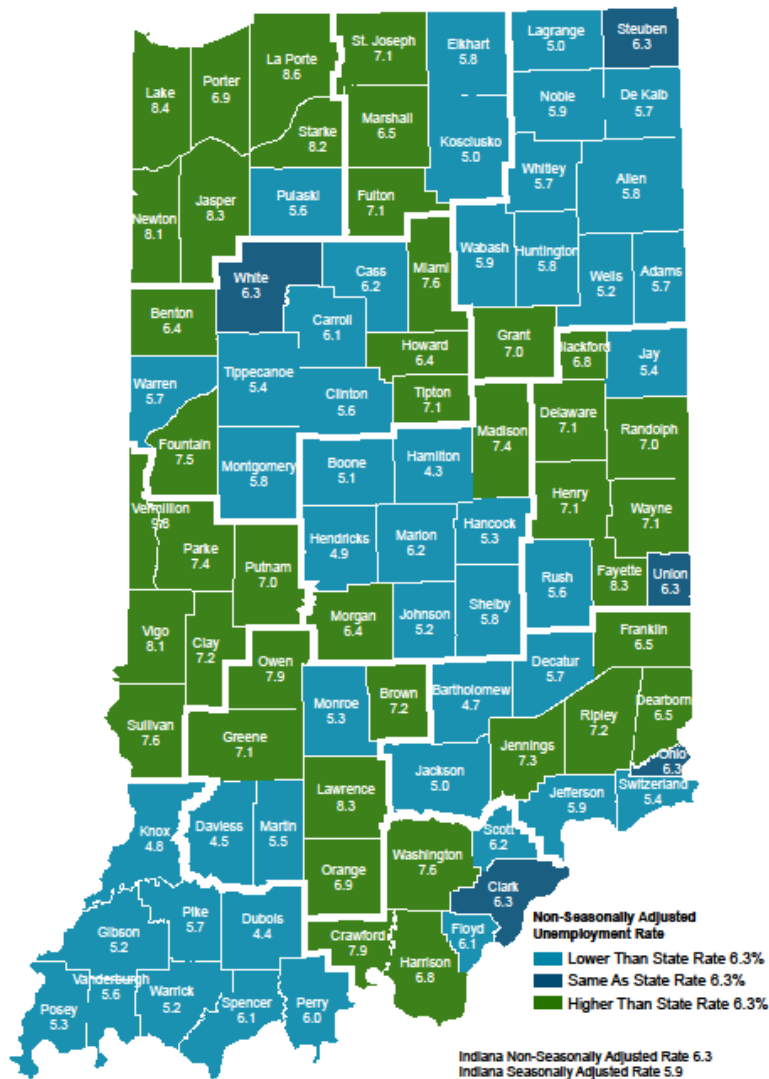 St. Joseph
7.1
Elkhart
5.8
Lagrange
5.0
Steuben
6.3
La Porte
8.6
Porter
6.9
Lake
8.4
Noble
5.9
De Kalb
5.7
Marshall
6.5
Starke
8.2
Kosciusko
5.0
Whitley
5.7
Allen
5.8
Pulaski
5.6
Fulton
7.1
Jasper
8.3
Newton
8.1
Wabash
5.9
Huntington
5.8
Wells
5.2
Adams
5.7
White
6.3
Cass
6.2
Miami
7.6
Benton
6.4
Carroll
6.1
Howard
6.4
Grant
7.0
Blackford
6.8
Jay
5.4
Warren
5.7
Tippecanoe
5.4
Clinton
5.6
Tipton
7.1
Madison
7.4
Delaware
7.1
Randolph
7.0
Fountain
7.5
Montgomery
5.8
Boone
5.1
Hamilton
4.3
Henry
7.1
Wayne
7.1
Vermillion
9.8
Parke
7.4
Putnam
7.0
Hendricks
4.9
Marion
6.2
Hancock
5.3
Rush
5.6
Fayette
8.3
Union
6.3
Vigo
8.1
Clay
7.2
Morgan
6.4
Johnson
5.2
Shelby
5.8
Franklin
6.5
Owen
7.9
Decatur
5.7
Sullivan
7.6
Greene
7.1
Monroe
5.3
Brown
7.2
Bartholomew
4.7
Ripley
7.2
Dearborn
6.5
Jennings
7.3
Ohio
6.3
Lawrence
8.3
Jackson
5.0
Jefferson
5.9
Switzerland
5.4
Knox
4.8
Daviess
4.5
Martin
5.5
Scott
6.2
Orange
6.9
Washington
7.6
Clark
6.3
Gibson
5.2
Pike
5.7
Dubois
4.4
Crawford
7.9
Floyd
6.1
Harrison
6.8
Posey
5.3
Vanderburgh
5.6
Warrick
5.2
Spencer
6.1
Perry
6.0
Non-Seasonally Adjusted
Unemployment Rate
Lower Than State Rate 6.3%
Same As State Rate 6.3%
Higher Than State Rate 6.3%
Indiana Non-Seasonally Adjusted Rate 6.3
Indiana Seasonally Adjusted Rate 5.9